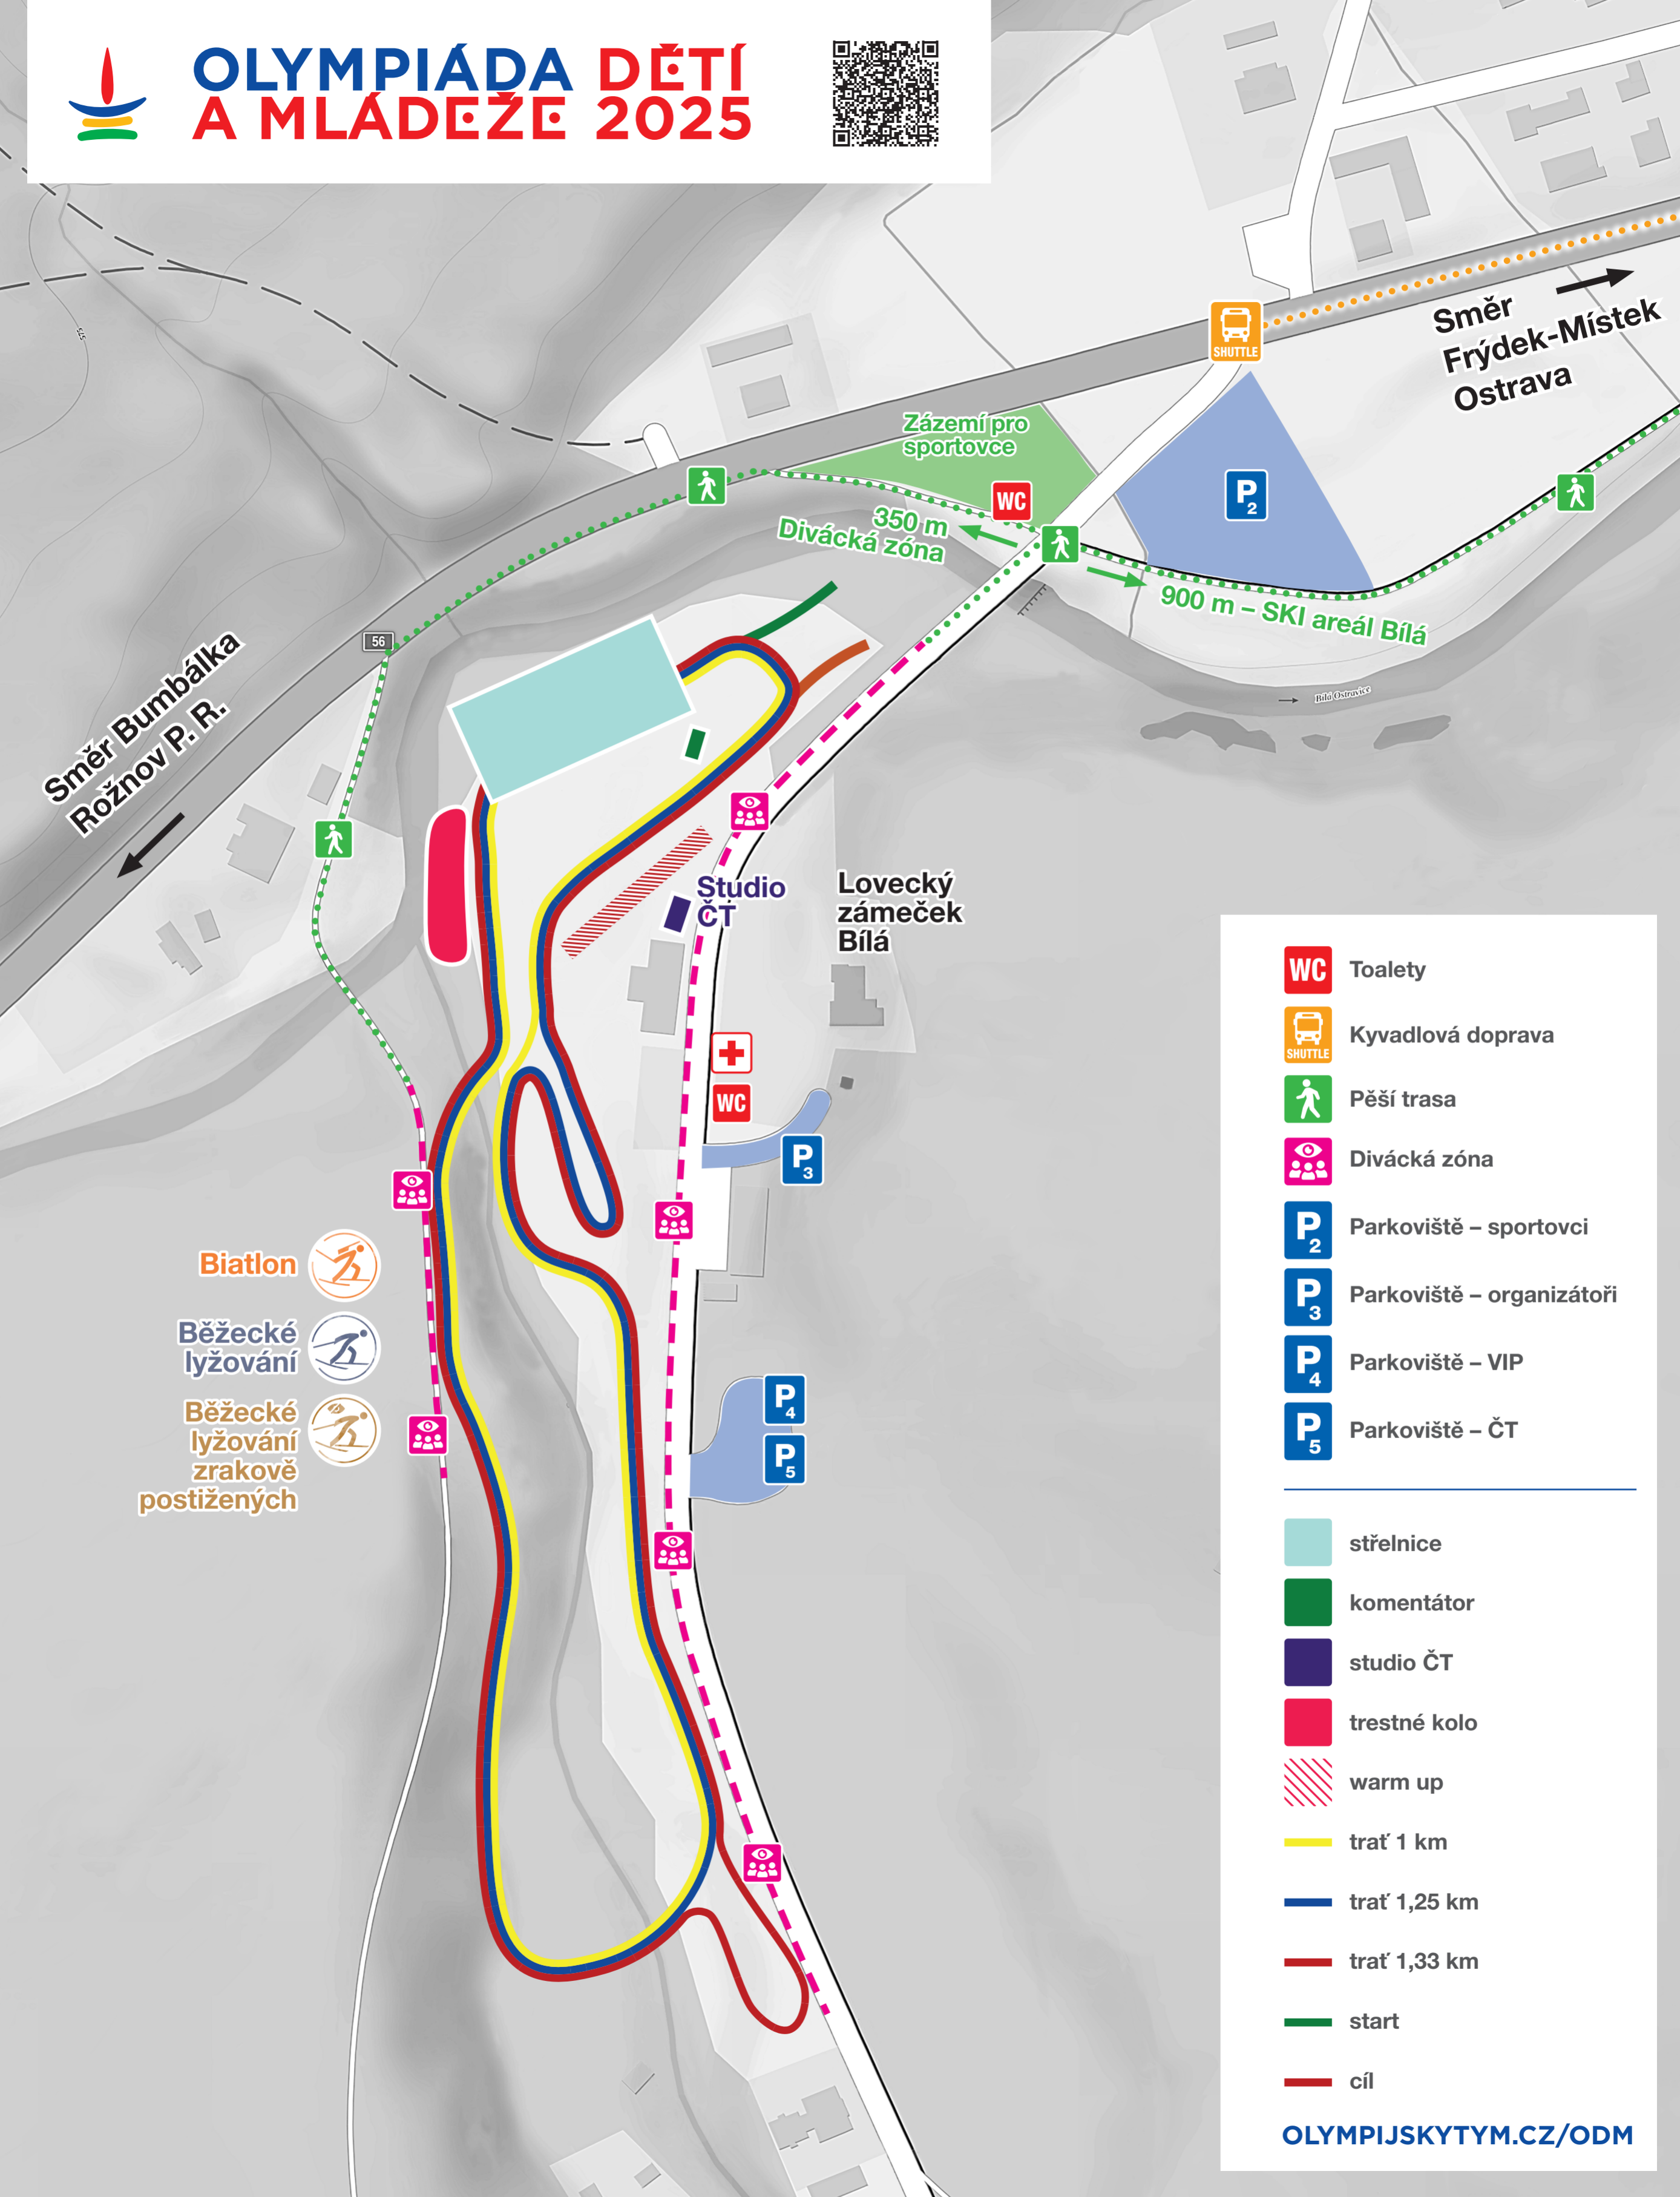 OLYMPIÁDA DĚTÍ
A MLÁDEŽE 2025
SHUTTLE
Směr
Frýdek-Místek
Ostrava
Zázemí pro
sportovce
WC
P2
350 m
Divácká zóna
900 m – SKI areál Bílá
56
Směr Bumbálka
Rožnov P. R.
Bílá Ostravice
575
Studio
ČT
Lovecký
zámeček
Bílá
WC
P3
Biatlon
Běžecké
lyžování
Běžecké
lyžování
zrakově
postižených
P4
P5
WC Toalety
SHUTTLE Kyvadlová doprava
Pěší trasa
Divácká zóna
P2 Parkoviště – sportovci
P3 Parkoviště – organizátoři
P4 Parkoviště – VIP
P5 Parkoviště – ČT
střelnice
komentátor
studio ČT
trestné kolo
warm up
trať 1 km
trať 1,25 km
trať 1,33 km
start
cíl
OLYMPIJSKYTYM.CZ/ODM